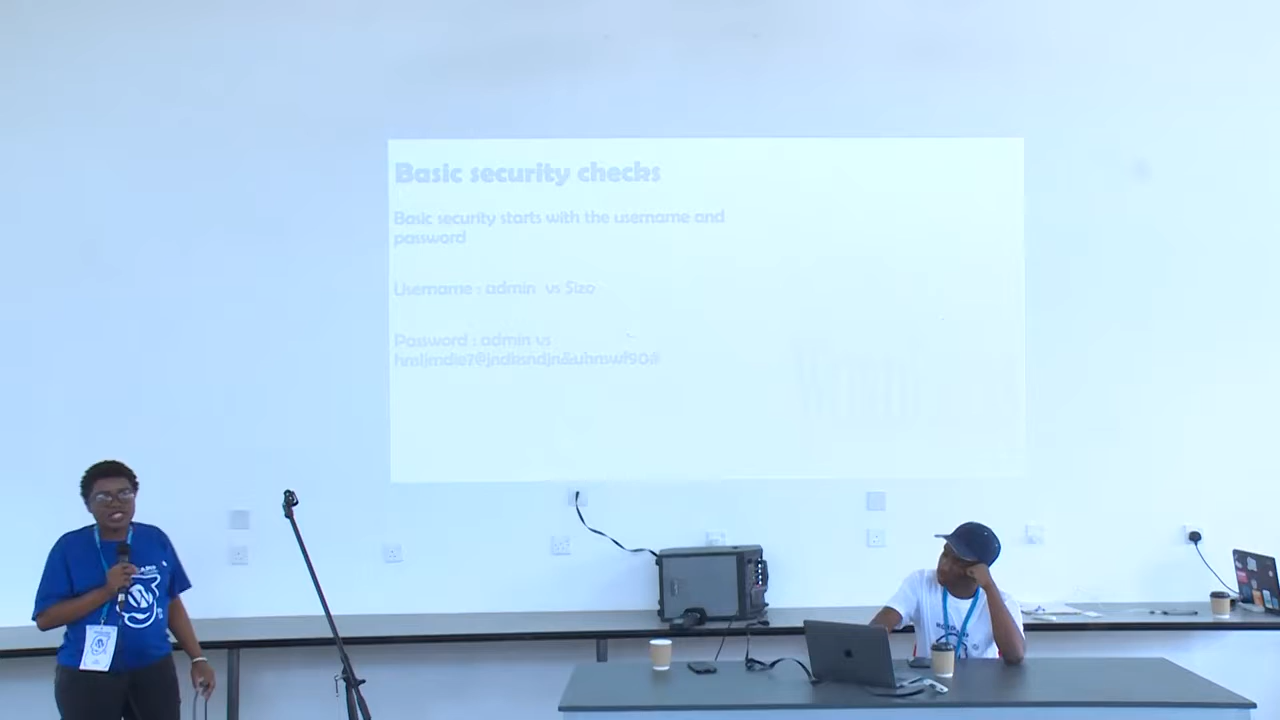 Basic security checks
Basic security starts with the username and
password
Username : admin vs Sizo
Password : admin vs